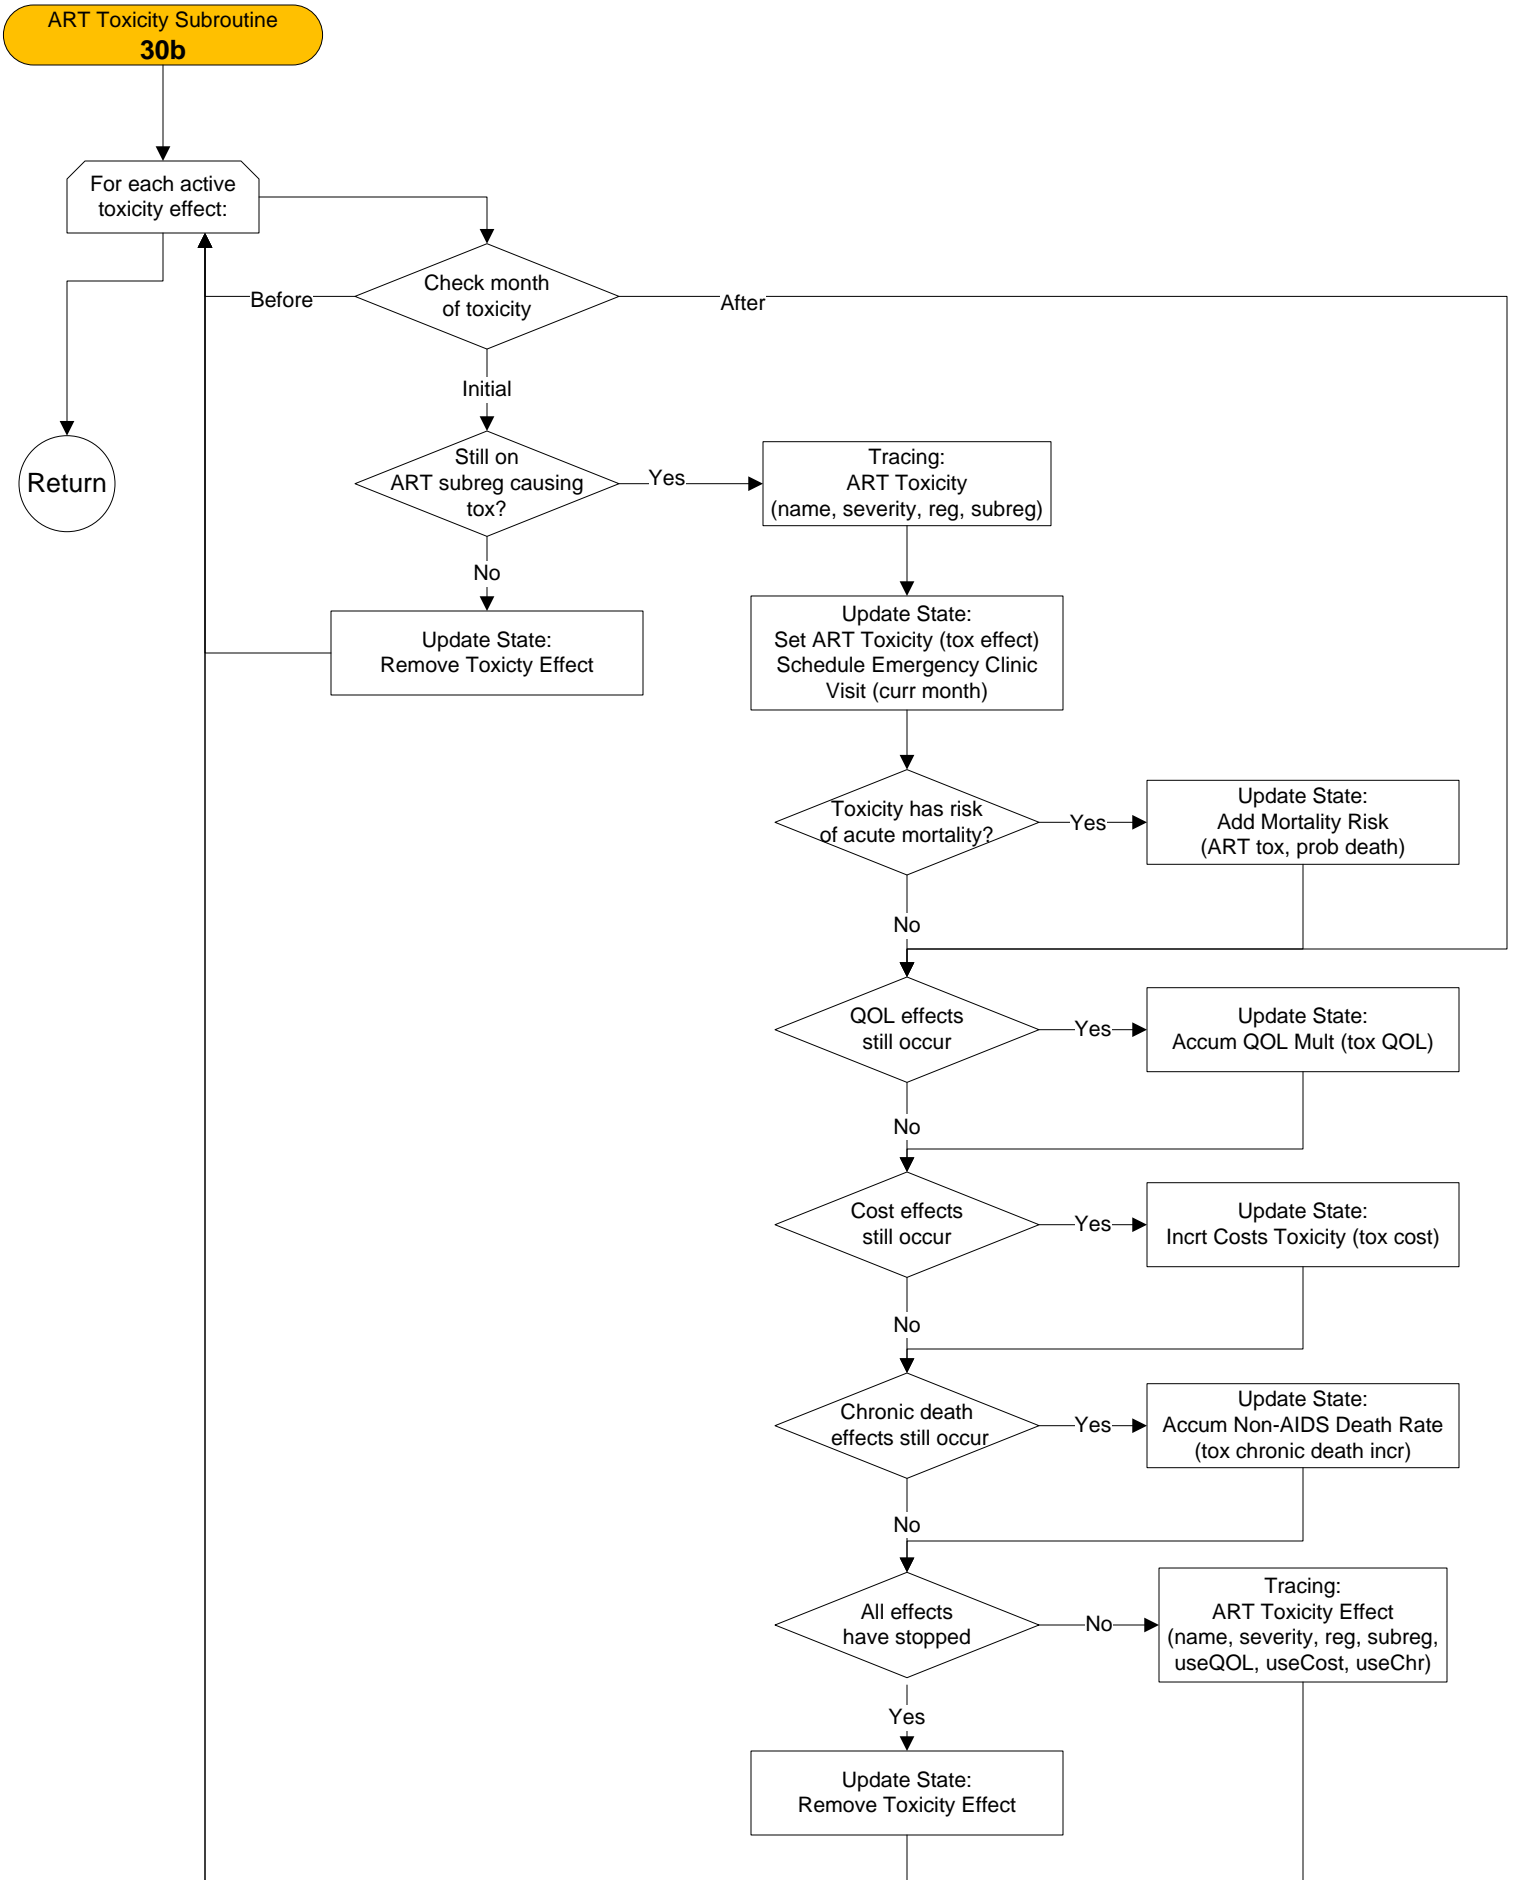 ART Toxicity Subroutine
30b
For each active
toxicity effect:
Check month
of toxicity
Before
After
Initial
Return
Still on
ART subreg causing
tox?
Yes
Tracing:
ART Toxicity
(name, severity, reg, subreg)
No
Update State:
Remove Toxicty Effect
Update State:
Set ART Toxicity (tox effect)
Schedule Emergency Clinic
Visit (curr month)
Toxicity has risk
of acute mortality?
Yes
Update State:
Add Mortality Risk
(ART tox, prob death)
No
QOL effects
still occur
Yes
Update State:
Accum QOL Mult (tox QOL)
No
Cost effects
still occur
Yes
Update State:
Incrt Costs Toxicity (tox cost)
No
Chronic death
effects still occur
Yes
Update State:
Accum Non-AIDS Death Rate
(tox chronic death incr)
No
All effects
have stopped
No
Tracing:
ART Toxicity Effect
(name, severity, reg, subreg,
useQOL, useCost, useChr)
Yes
Update State:
Remove Toxicity Effect